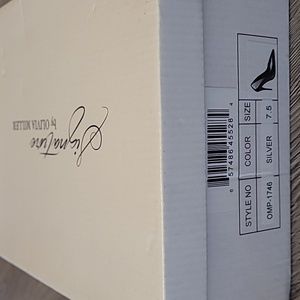 Signature
by OLIVIA MILLER
STYLE NO COLOR SIZE
OMP-1746 SILVER 7.5
6 57486 45528 4